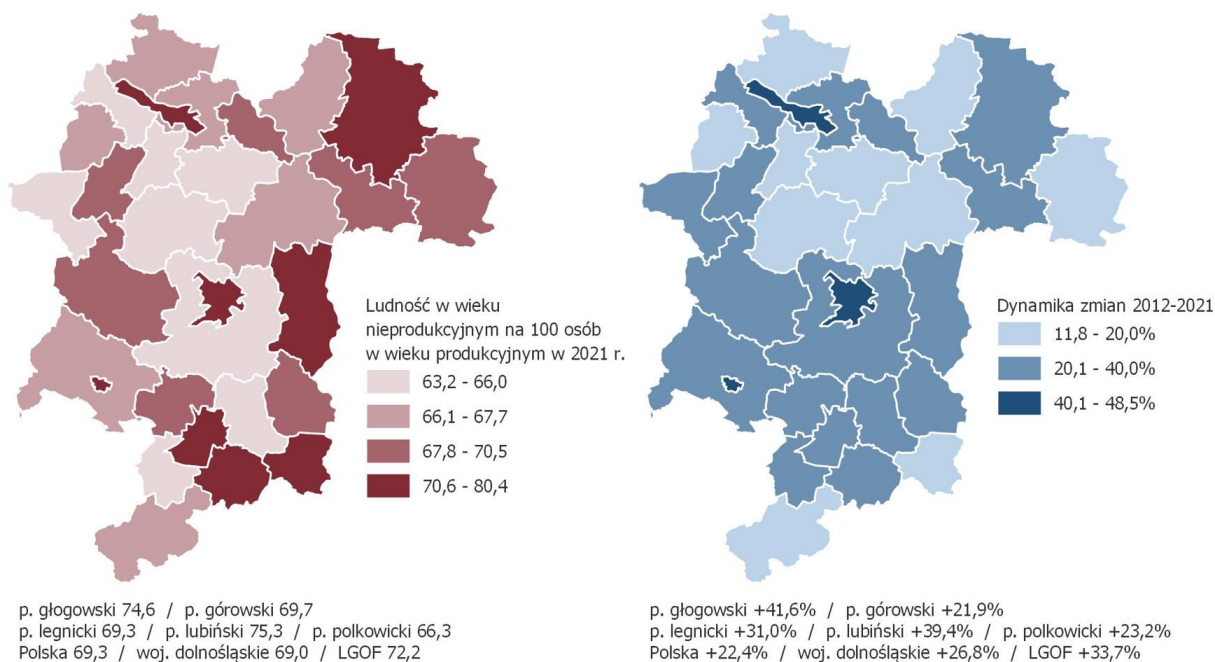 Ludność w wieku
nieprodukcyjnym na 100 osób
w wieku produkcyjnym w 2021 r.
63,2 - 66,0
66,1 - 67,7
67,8 - 70,5
70,6 - 80,4
Dynamika zmian 2012-2021
11,8 - 20,0%
20,1 - 40,0%
40,1 - 48,5%
p. głogowski 74,6 / p. górowski 69,7
p. legnicki 69,3 / p. lubiński 75,3 / p. polkowicki 66,3
Polska 69,3 / woj. dolnośląskie 69,0 / LGOF 72,2
p. głogowski +41,6% / p. górowski +21,9%
p. legnicki +31,0% / p. lubiński +39,4% / p. polkowicki +23,2%
Polska +22,4% / woj. dolnośląskie +26,8% / LGOF +33,7%